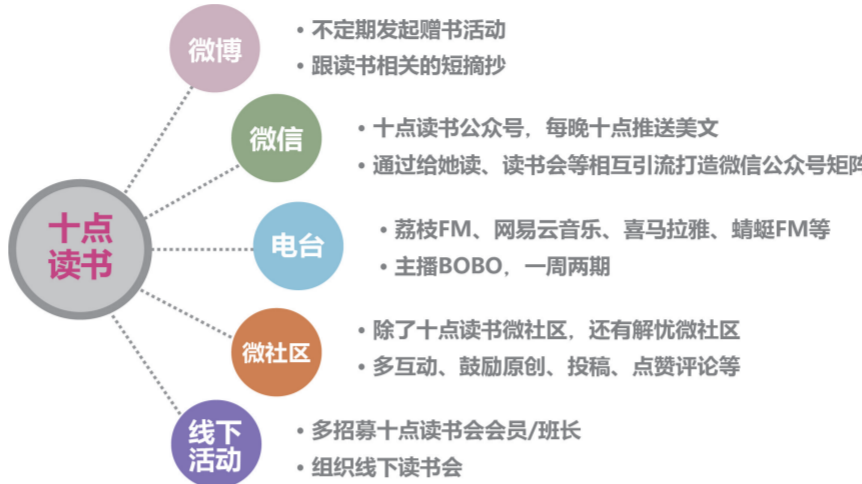 微博
• 不定期发起赠书活动
• 跟读书相关的短摘抄
微信
• 十点读书公众号，每晚十点推送美文
• 通过给她读、读书会等相互引流打造微信公众号矩阵
十点
读书
电台
• 荔枝FM、网易云音乐、喜马拉雅、蜻蜓FM等
• 主播BOBO，一周两期
微社区
• 除了十点读书微社区，还有解忧微社区
• 多互动、鼓励原创、投稿、点赞评论等
线下
活动
• 多招募十点读书会会员/班长
• 组织线下读书会